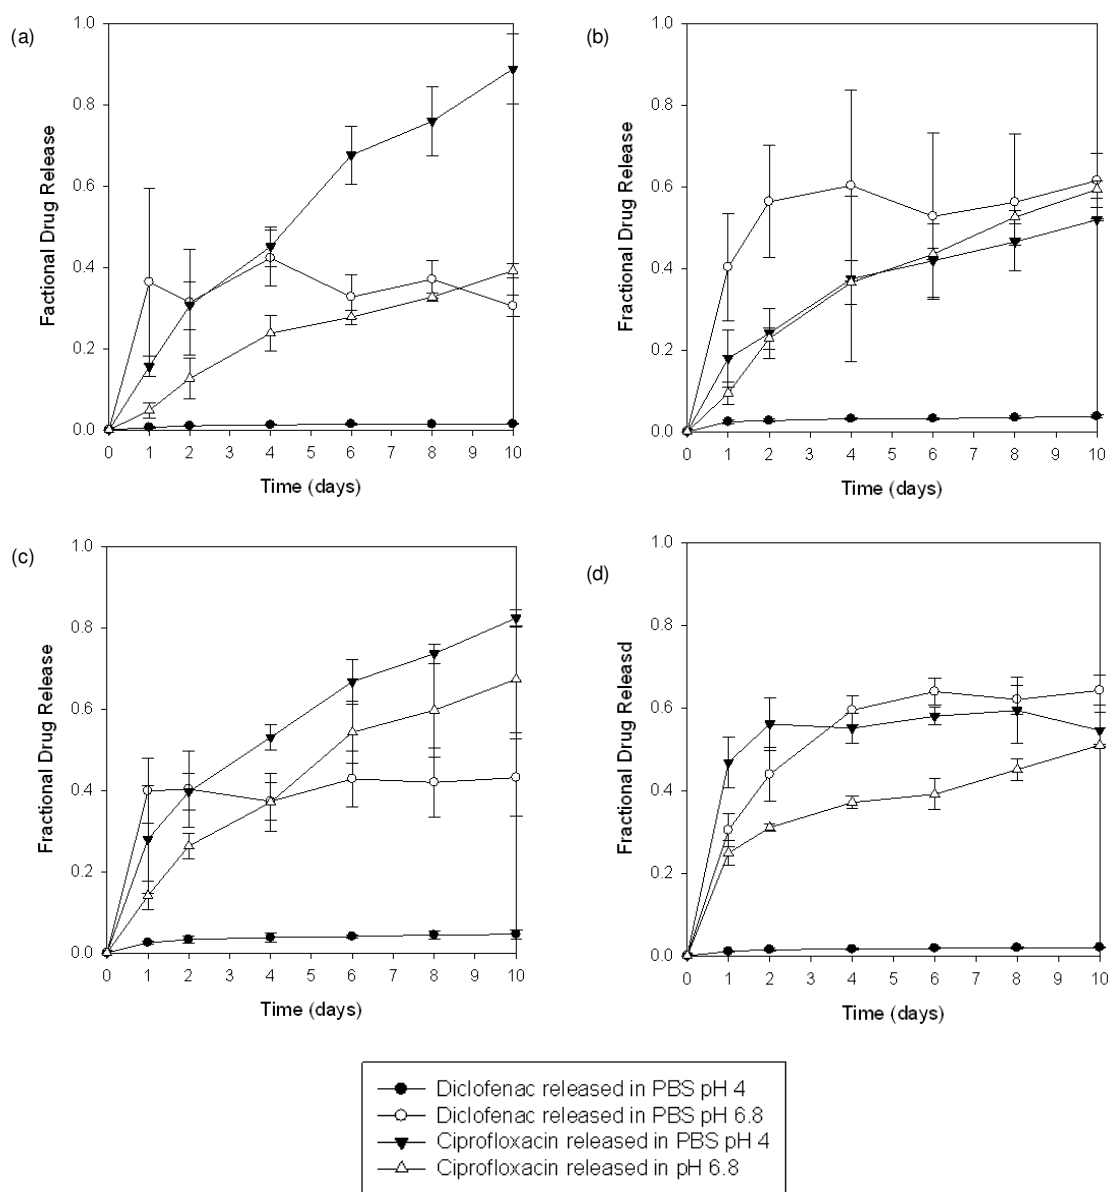 (a)
1.0
0.8
0.6
0.4
0.2
0.0
Factional Drug Release
0 1 2 3 4 5 6 7 8 9 10
Time (days)
(b)
1.0
0.8
0.6
0.4
0.2
0.0
Fractional Drug Release
0 1 2 3 4 5 6 7 8 9 10
Time (days)
(c)
1.0
0.8
0.6
0.4
0.2
0.0
Fractional Drug Release
0 1 2 3 4 5 6 7 8 9 10
Time (days)
(d)
1.0
0.8
0.6
0.4
0.2
0.0
Fractional Drug Releasd
0 1 2 3 4 5 6 7 8 9 10
Time (days)
Diclofenac released in PBS pH 4
Diclofenac released in PBS pH 6.8
Ciprofloxacin released in PBS pH 4
Ciprofloxacin released in pH 6.8